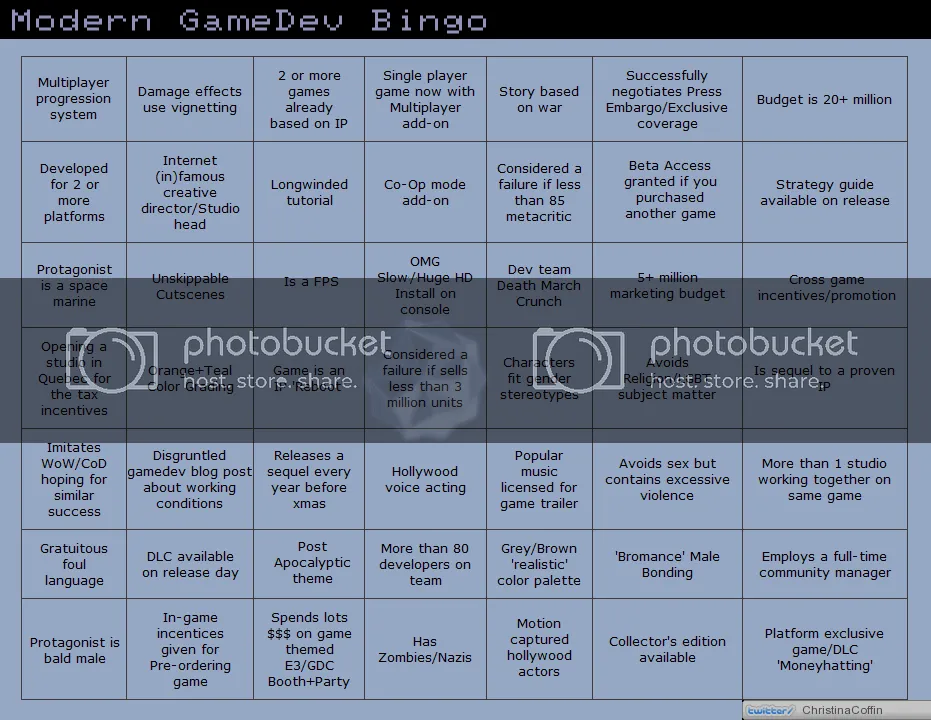 Modern GameDev Bingo
Multiplayer
progression
system
Damage effects
use vignetting
2 or more
games
already
based on IP
Single player
game now with
Multiplayer
add-on
Story based
on war
Successfully
negotiates Press
Embargo/Exclusive
coverage
Budget is 20+ million
Developed
for 2 or
more
platforms
Internet
(in)famous
creative
director/Studio
head
Longwinded
tutorial
Co-Op mode
add-on
Considered a
failure if less
than 85
metacritic
Beta Access
granted if you
purchased
another game
Strategy guide
available on release
Protagonist
is a space
marine
Unskippable
Cutscenes
Is a FPS
OMG
Slow/Huge HD
Install on
console
Dev team
Death March
Crunch
5+ million
marketing budget
Cross game
incentives/promotion
Opening a
studio in
Quebec for
the tax
incentives
Orange+Teal
Color Grading
Game is an
IP 'Reboot'
Considered a
failure if sells
less than 3
million units
Characters
fit gender
stereotypes
Avoids
Religion/LGBT
subject matter
Is sequel to a proven
IP
photobucket
host. store. share.
photobucket
host. store. share.
Imitates
WoW/CoD
hoping for
similar
success
Disgruntled
gamedev blog post
about working
conditions
Releases a
sequel every
year before
xmas
Hollywood
voice acting
Popular
music
licensed for
game trailer
Avoids sex but
contains excessive
violence
More than 1 studio
working together on
same game
Gratuitous
foul
language
DLC available
on release day
Post
Apocalyptic
theme
More than 80
developers on
team
Grey/Brown
'realistic'
color palette
'Bromance' Male
Bonding
Employs a full-time
community manager
Protagonist is
bald male
In-game
incentices
given for
Pre-ordering
game
Spends lots
$$$ on game
themed
E3/GDC
Booth+Party
Has
Zombies/Nazis
Motion
captured
hollywood
actors
Collector's edition
available
Platform exclusive
game/DLC
'Moneyhatting'
twitter/ ChristinaCoffin